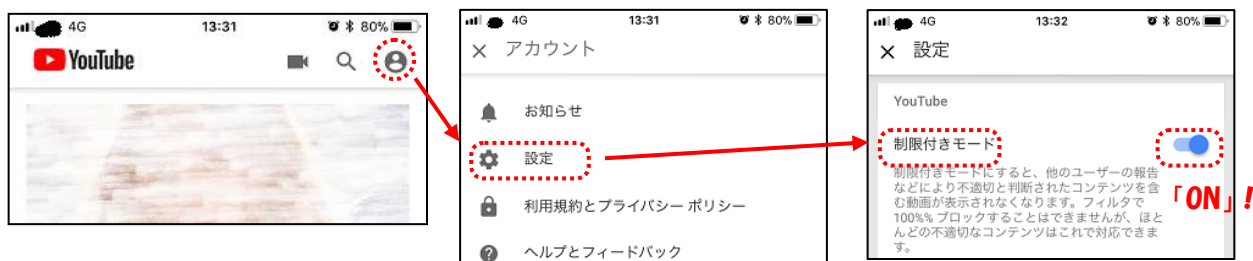 4G 13:31 80%
YouTube
4G 13:31 80%
× アカウント
お知らせ
設定
利用規約とプライバシー ポリシー
ヘルプとフィードバック
4G 13:32 80%
× 設定
YouTube
制限付きモード
制限付きモードにすると、他のユーザーの報告
などにより不適切と判断されたコンテンツを含
む動画が表示されなくなります。フィルタで
100%% ブロックすることはできませんが、ほと
んどの不適切なコンテンツはこれで対応できま
す。
「ON」!